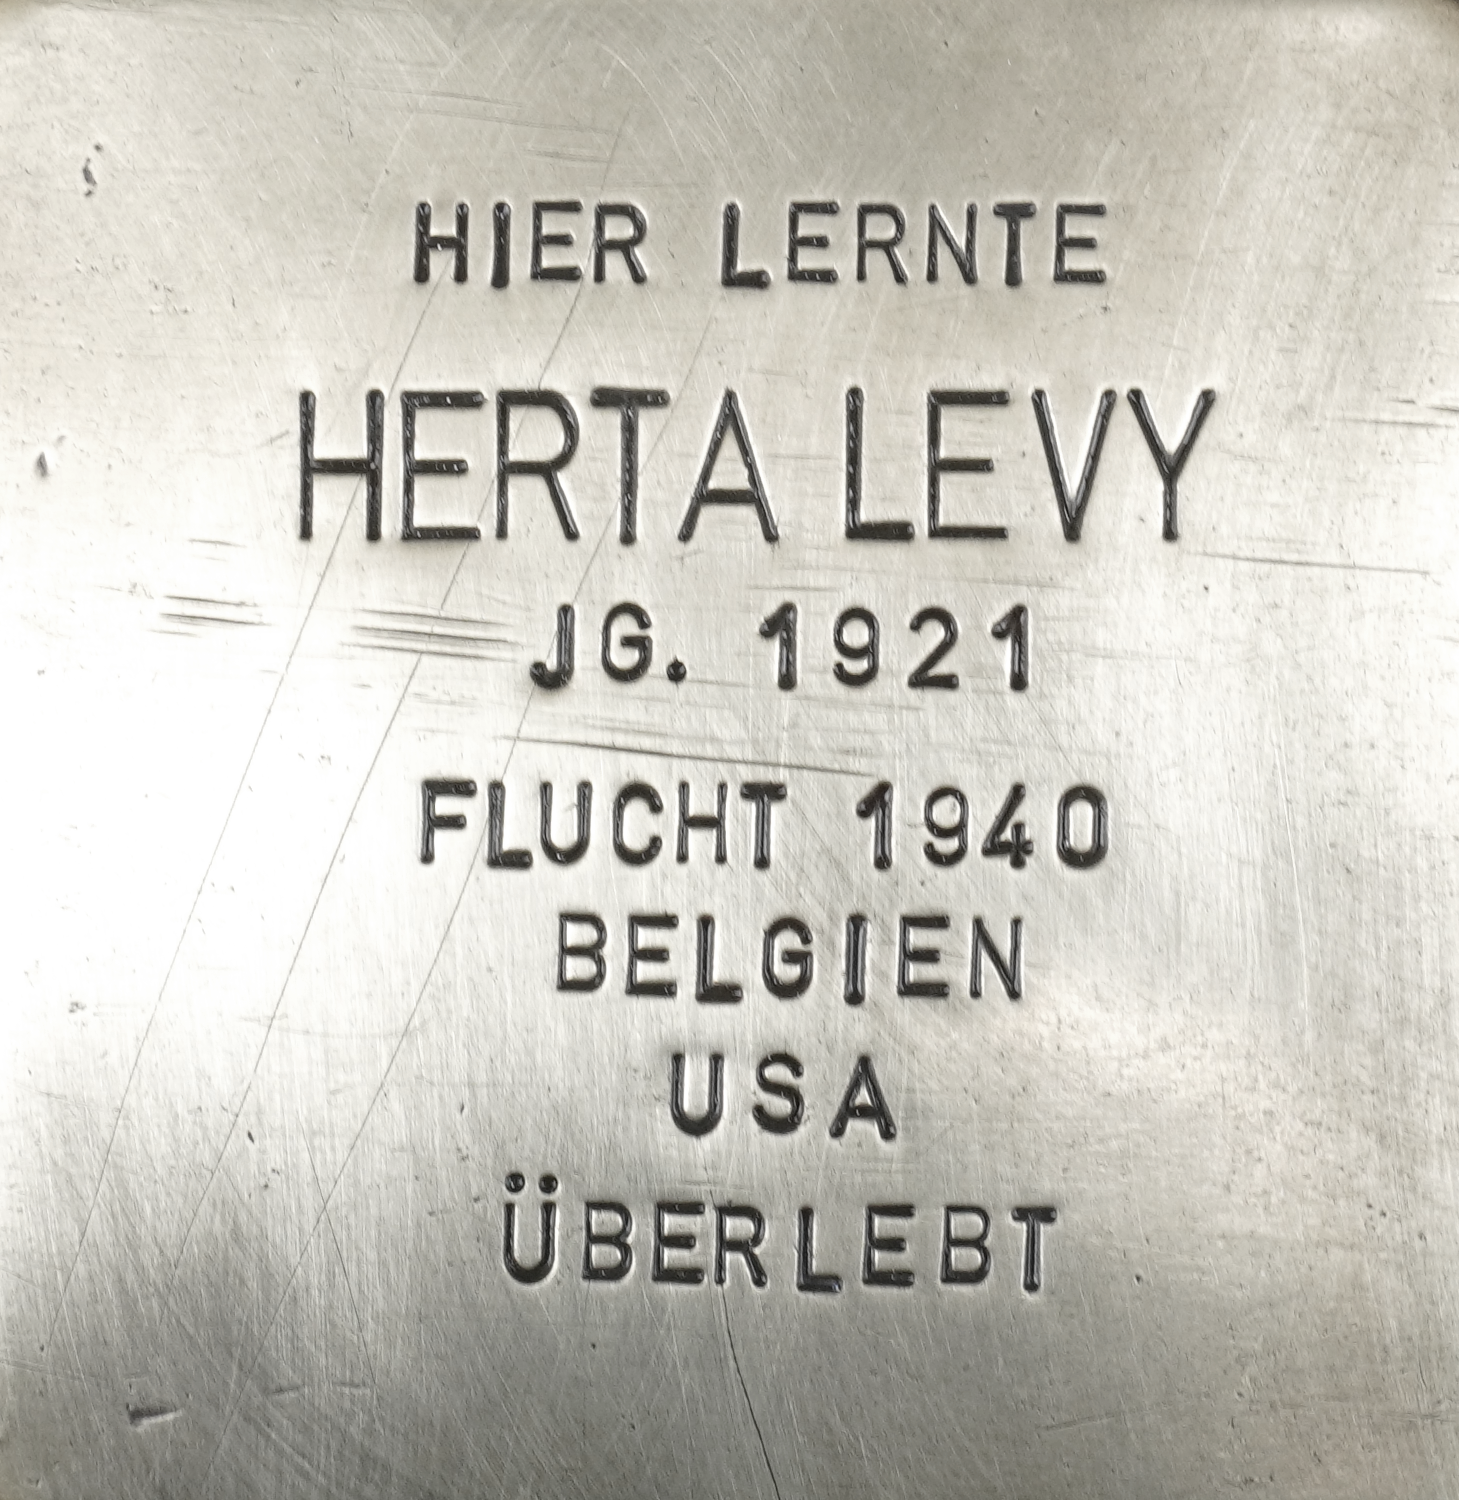 HIER LERNTE
HERTA LEVY
JG. 1921
FLUCHT 1940
BELGIEN
USA
ÜBERLEBT